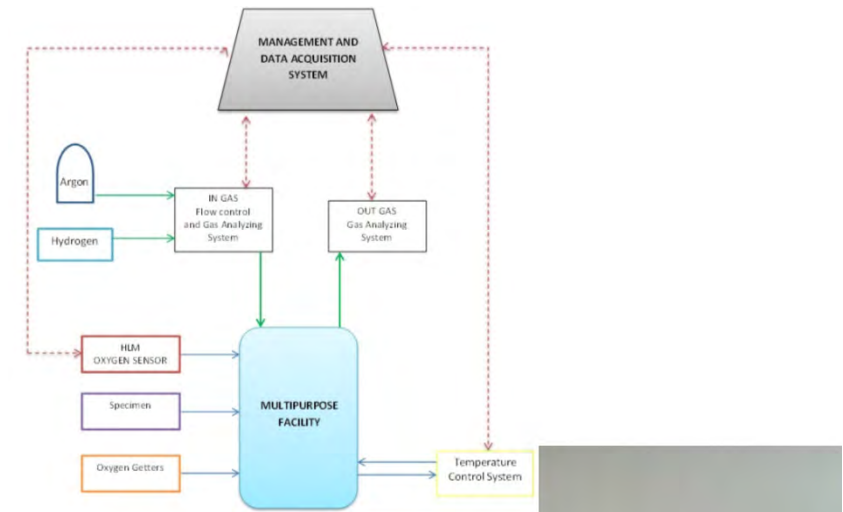 MANAGEMENT AND
DATA ACQUISITION
SYSTEM
Argon
IN GAS
Flow control
and Gas Analyzing
System
OUT GAS
Gas Analyzing
System
Hydrogen
HLM
OXYGEN SENSOR
Specimen
MULTIPURPOSE
FACILITY
Oxygen Getters
Temperature
Control System